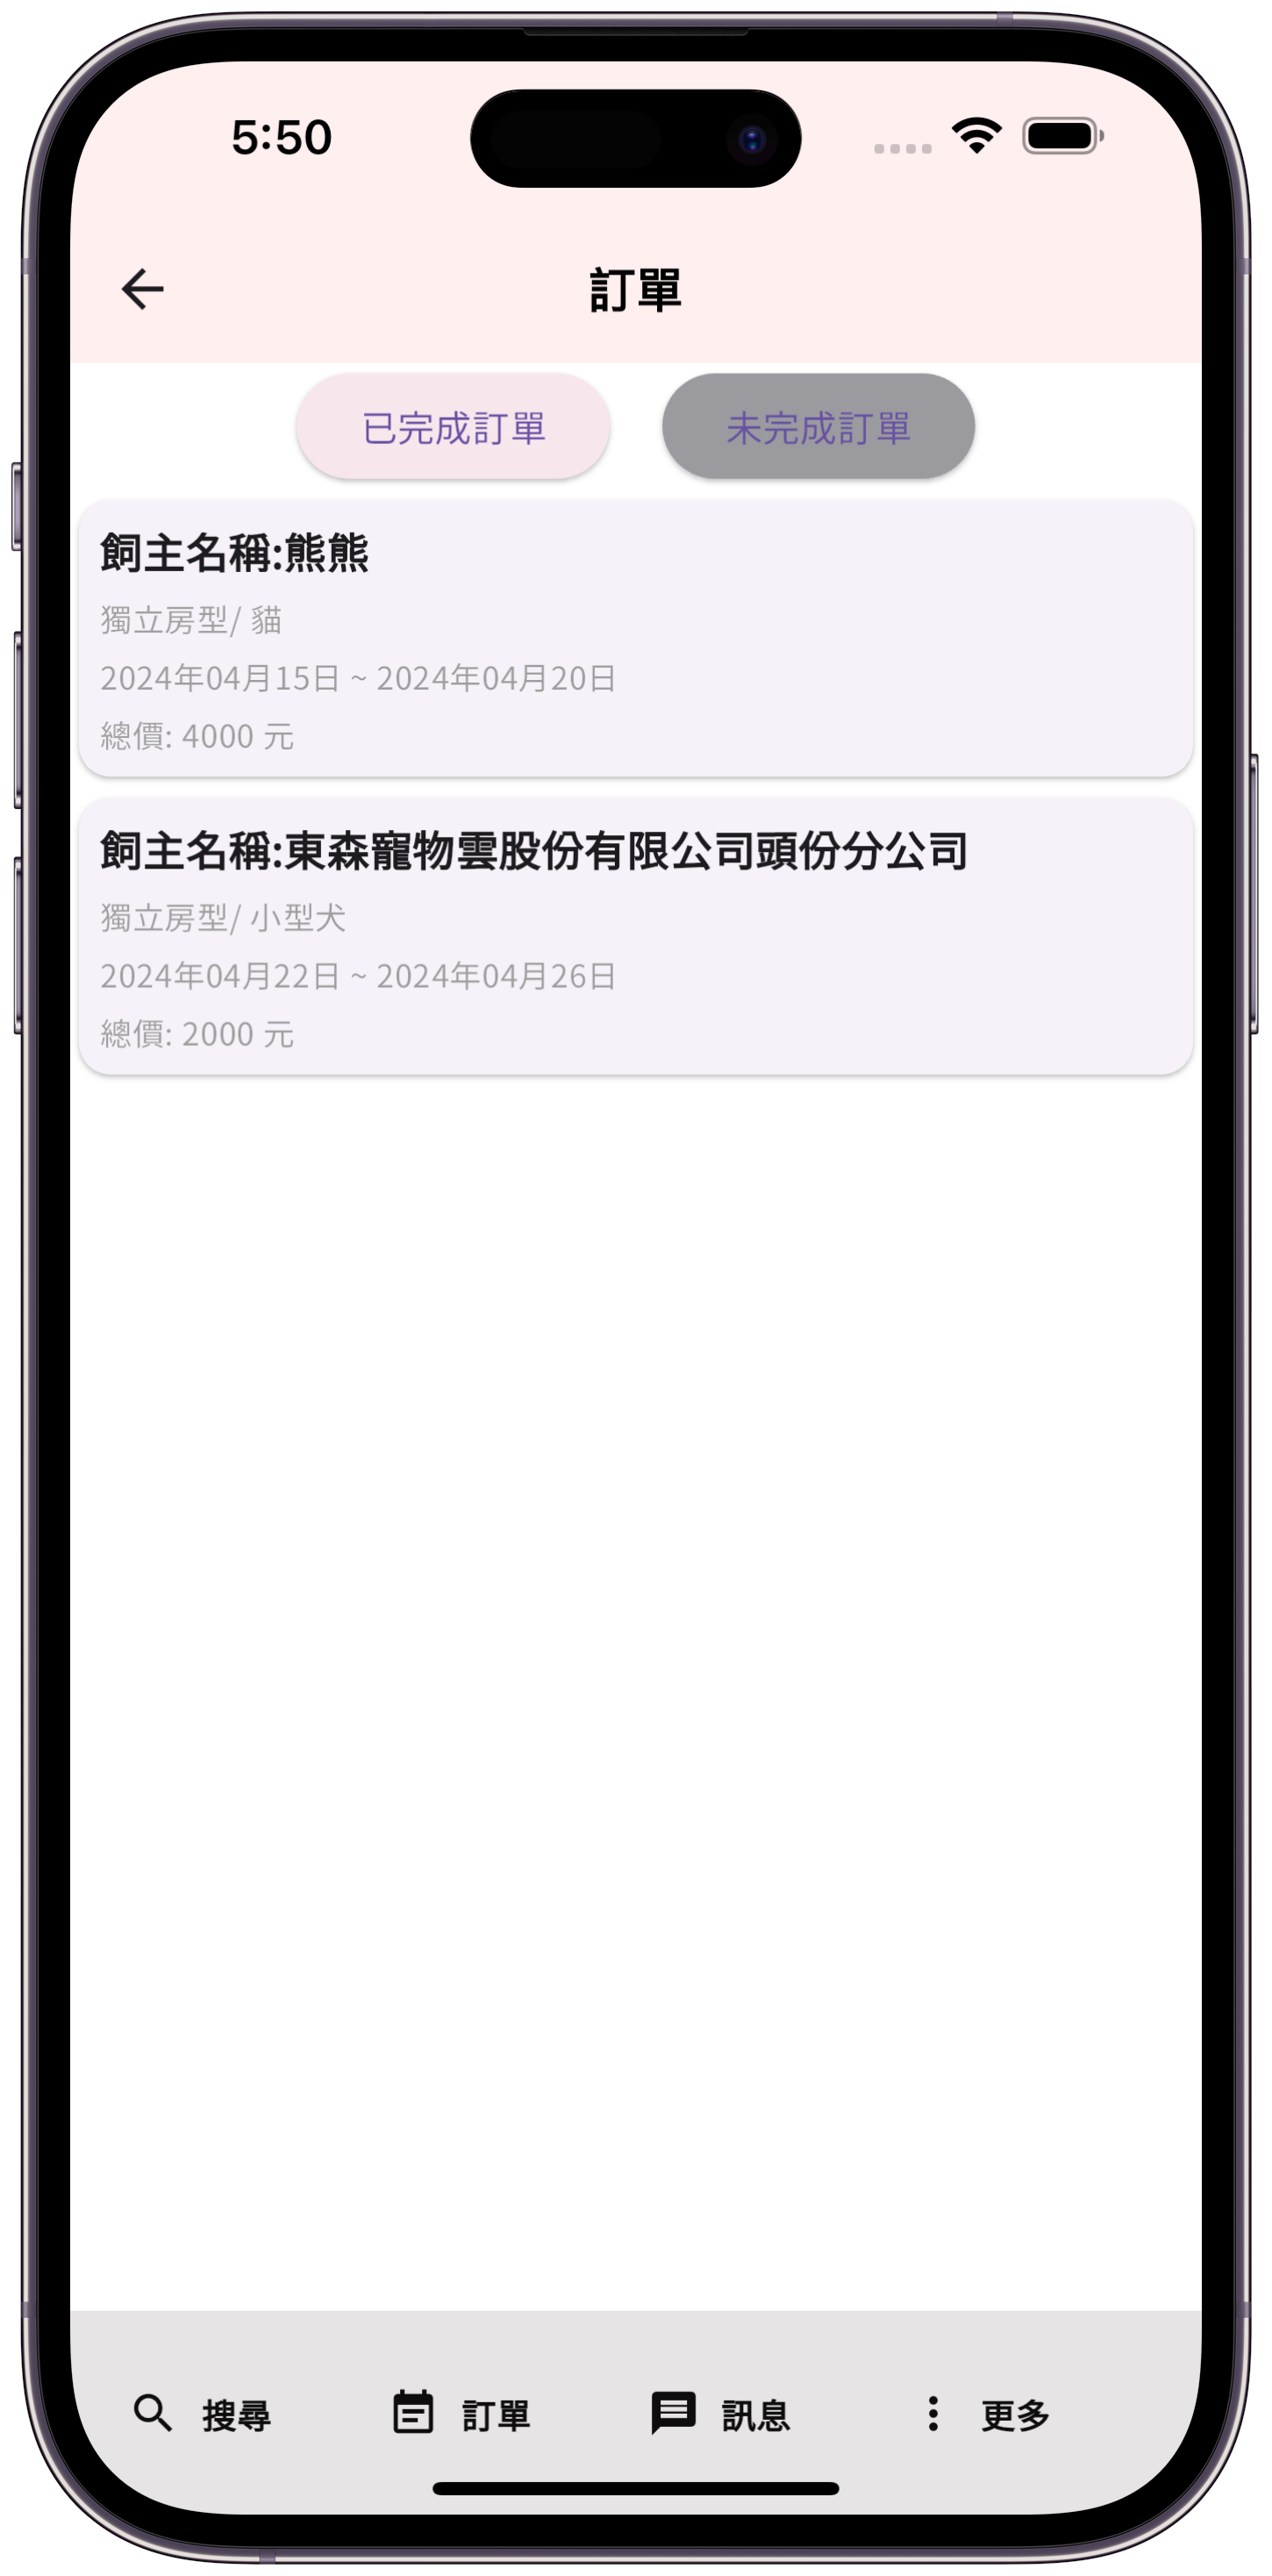 5:50
訂單
已完成訂單 未完成訂單
飼主名稱:熊熊
獨立房型/ 貓
2024年04月15日 ~ 2024年04月20日
總價: 4000 元
飼主名稱:東森寵物雲股份有限公司頭份分公司
獨立房型/ 小型犬
2024年04月22日 ~ 2024年04月26日
總價: 2000 元
搜尋 訂單 訊息 更多